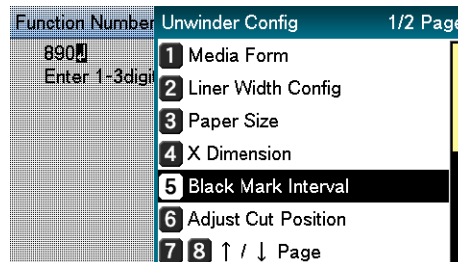 Function Number
890
Enter 1-3digi
Unwinder Config 1/2 Page
1 Media Form
2 Liner Width Config
3 Paper Size
4 X Dimension
5 Black Mark Interval
6 Adjust Cut Position
7 8 ↑ / ↓ Page